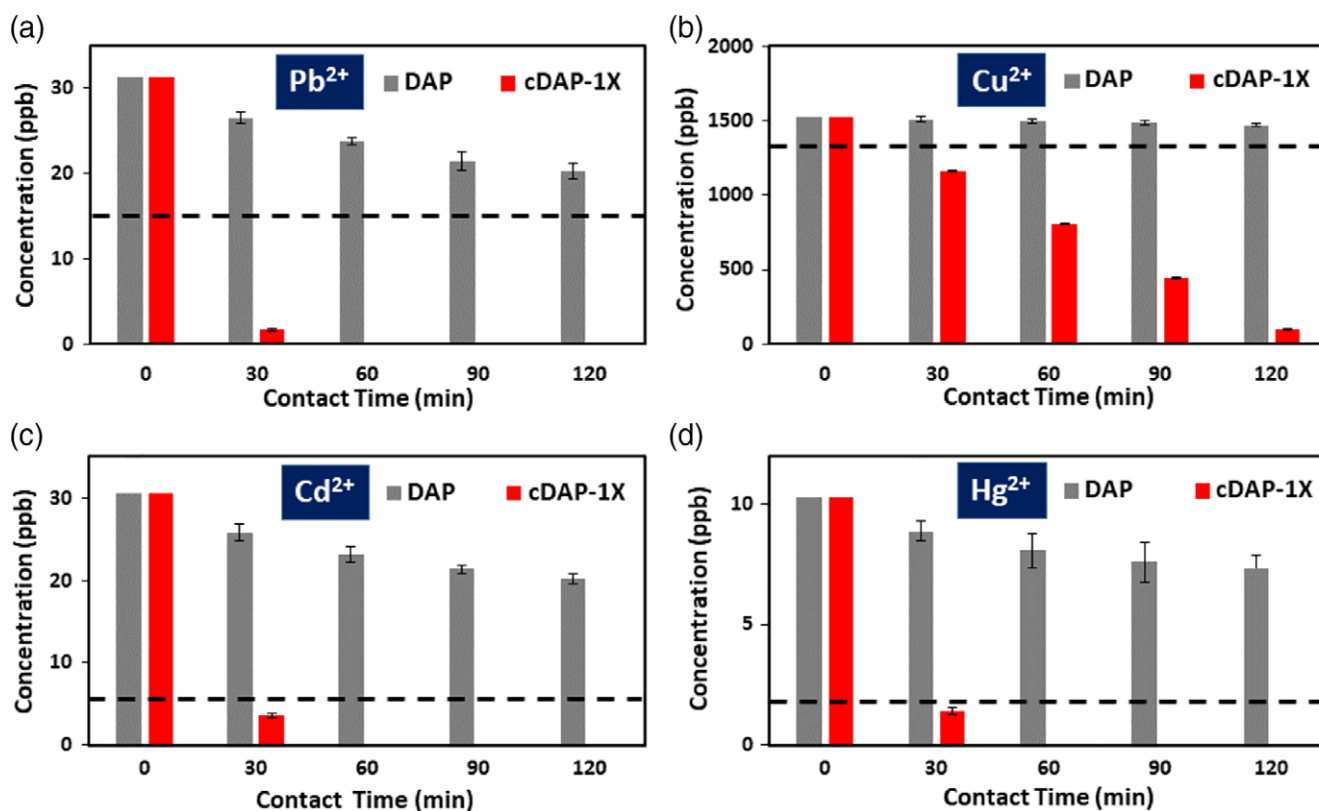 (a)
Pb²⁺
DAP
cDAP-1X
Concentration (ppb)
30
20
10
0
0 30 60 90 120
Contact Time (min)
(b)
Cu²⁺
DAP
cDAP-1X
Concentration (ppb)
2000
1500
1000
500
0
0 30 60 90 120
Contact Time (min)
(c)
Cd²⁺
DAP
cDAP-1X
Concentration (ppb)
30
20
10
0
0 30 60 90 120
Contact Time (min)
(d)
Hg²⁺
DAP
cDAP-1X
Concentration (ppb)
10
5
0
0 30 60 90 120
Contact Time (min)